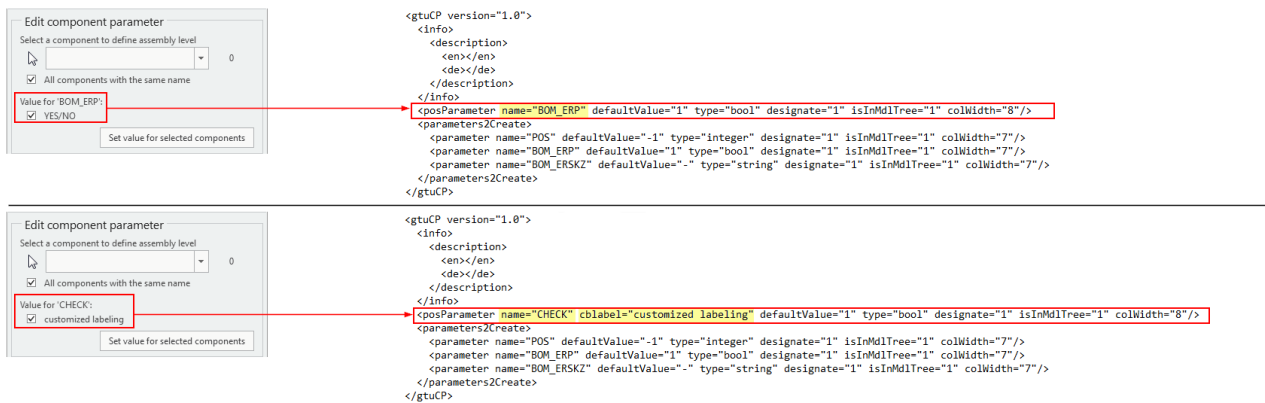 Edit component parameter
Select a component to define assembly level
0
All components with the same name
Value for 'BOM_ERP':
YES/NO
Set value for selected components
<gtuCP version="1.0">
<info>
<description>
<en></en>
<de></de>
</description>
</info>
<posParameter name="BOM_ERP" defaultValue="1" type="bool" designate="1" isInMdlTree="1" colWidth="8"/>
<parameters2Create>
<parameter name="POS" defaultValue="-1" type="integer" designate="1" isInMdlTree="1" colWidth="7"/>
<parameter name="BOM_ERP" defaultValue="1" type="bool" designate="1" isInMdlTree="1" colWidth="7"/>
<parameter name="BOM_ERSKZ" defaultValue="-" type="string" designate="1" isInMdlTree="1" colWidth="7"/>
</parameters2Create>
</gtuCP>
Edit component parameter
Select a component to define assembly level
0
All components with the same name
Value for 'CHECK':
customized labeling
Set value for selected components
<gtuCP version="1.0">
<info>
<description>
<en></en>
<de></de>
</description>
</info>
<posParameter name="CHECK" cblabel="customized labeling" defaultValue="1" type="bool" designate="1" isInMdlTree="1" colWidth="8"/>
<parameters2Create>
<parameter name="POS" defaultValue="-1" type="integer" designate="1" isInMdlTree="1" colWidth="7"/>
<parameter name="BOM_ERP" defaultValue="1" type="bool" designate="1" isInMdlTree="1" colWidth="7"/>
<parameter name="BOM_ERSKZ" defaultValue="-" type="string" designate="1" isInMdlTree="1" colWidth="7"/>
</parameters2Create>
</gtuCP>